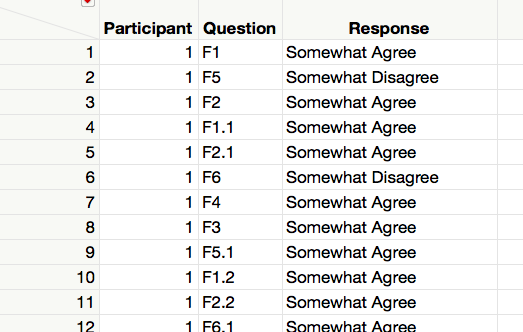 Participant Question Response
1 1 F1 Somewhat Agree
2 1 F5 Somewhat Disagree
3 1 F2 Somewhat Agree
4 1 F1.1 Somewhat Agree
5 1 F2.1 Somewhat Agree
6 1 F6 Somewhat Disagree
7 1 F4 Somewhat Agree
8 1 F3 Somewhat Agree
9 1 F5.1 Somewhat Agree
10 1 F1.2 Somewhat Agree
11 1 F2.2 Somewhat Agree
12 1 F6.1 Somewhat Agree